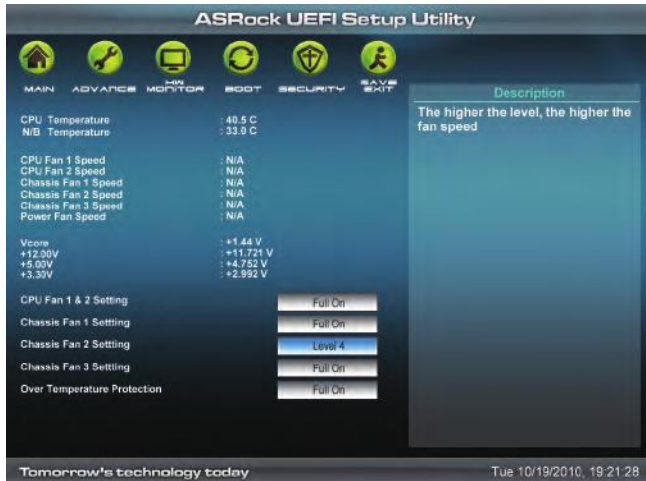 ASRock UEFI Setup Utility
MAIN ADVANCE HW MONITOR BOOT SECURITY SAVE EXIT
Description
The higher the level, the higher the
fan speed
CPU Temperature : 40.5 C
N/B Temperature : 33.0 C
CPU Fan 1 Speed : N/A
CPU Fan 2 Speed : N/A
Chassis Fan 1 Speed : N/A
Chassis Fan 2 Speed : N/A
Chassis Fan 3 Speed : N/A
Power Fan Speed : N/A
Vcore : +1.44 V
+12.00V : +11.721 V
+5.00V : +4.752 V
+3.30V : +2.992 V
CPU Fan 1 & 2 Setting Full On
Chassis Fan 1 Settting Full On
Chassis Fan 2 Settting Level 4
Chassis Fan 3 Settting Full On
Over Temperature Protection Full On
Tomorrow's technology today Tue 10/19/2010, 19:21:28